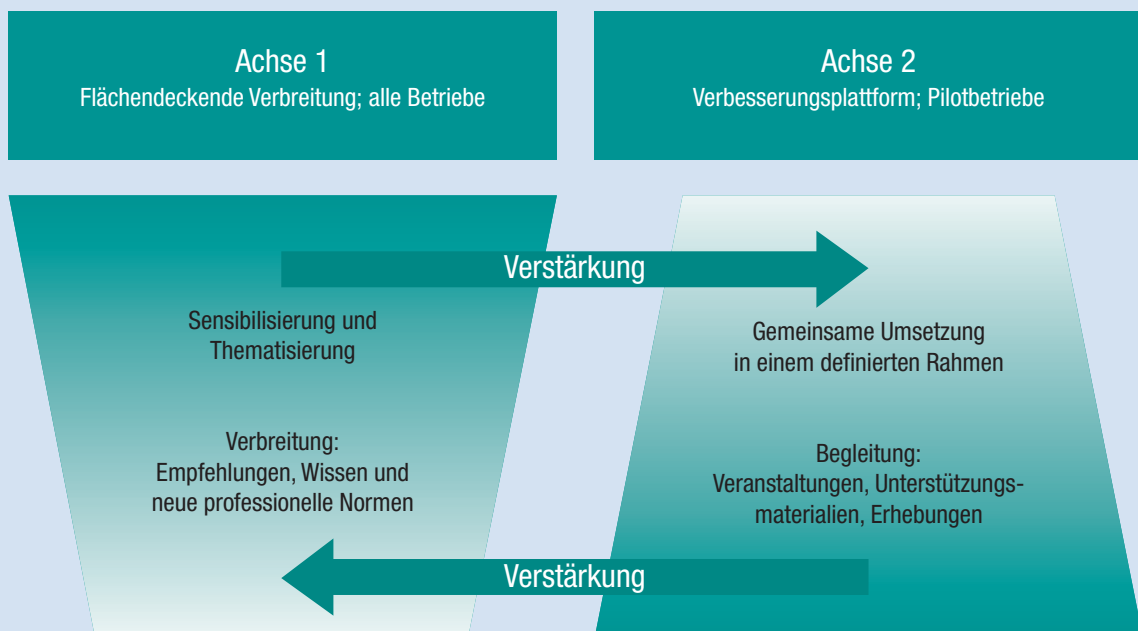 Achse 1
Flächendeckende Verbreitung; alle Betriebe
Achse 2
Verbesserungsplattform; Pilotbetriebe
Verstärkung
Sensibilisierung und
Thematisierung
Verbreitung:
Empfehlungen, Wissen und
neue professionelle Normen
Gemeinsame Umsetzung
in einem definierten Rahmen
Begleitung:
Veranstaltungen, Unterstützungs-
materialien, Erhebungen
Verstärkung